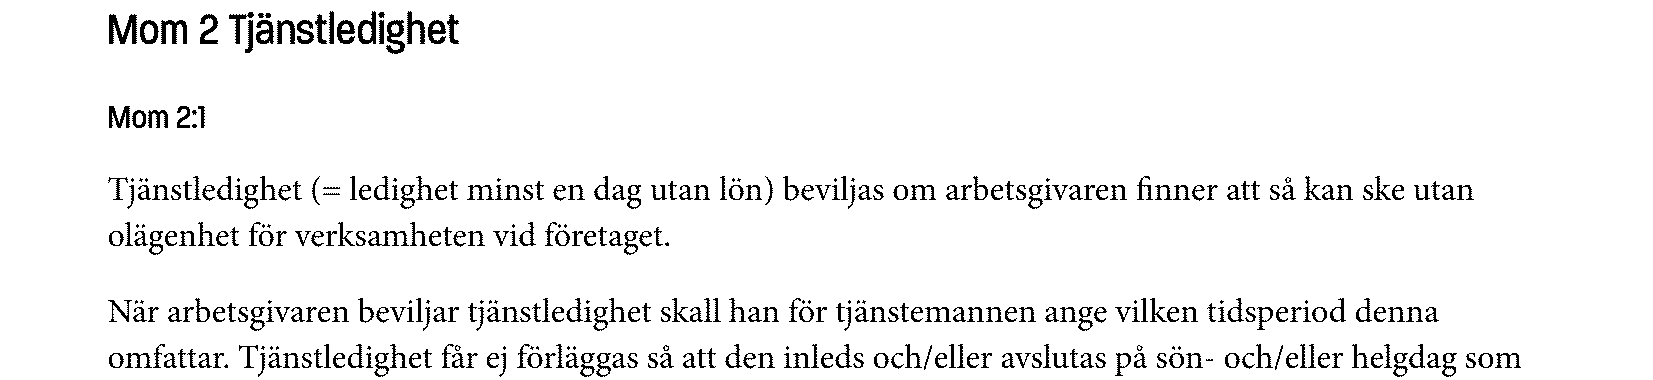 Mom 2 Tjänstledighet
Mom 2:1
Tjänstledighet (= ledighet minst en dag utan lön) beviljas om arbetsgivaren finner att så kan ske utan
olägenhet för verksamheten vid företaget.
När arbetsgivaren beviljar tjänstledighet skall han för tjänstemannen ange vilken tidsperiod denna
omfattar. Tjänstledighet får ej förläggas så att den inleds och/eller avslutas på sön- och/eller helgdag som